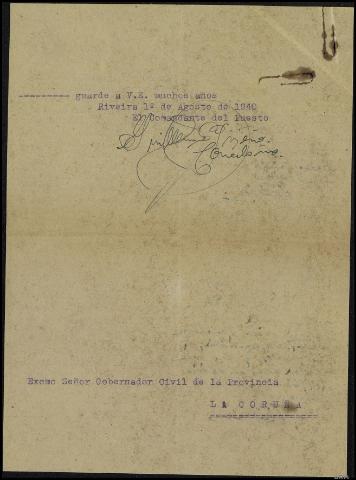 ---------- guarde a V.E. muchos años
Riveira 1º de Agosto de 1940
El Comandante del Puesto
Guillermo
Excmo Señor Gobernador Civil de la Provincia
LA CORUÑA